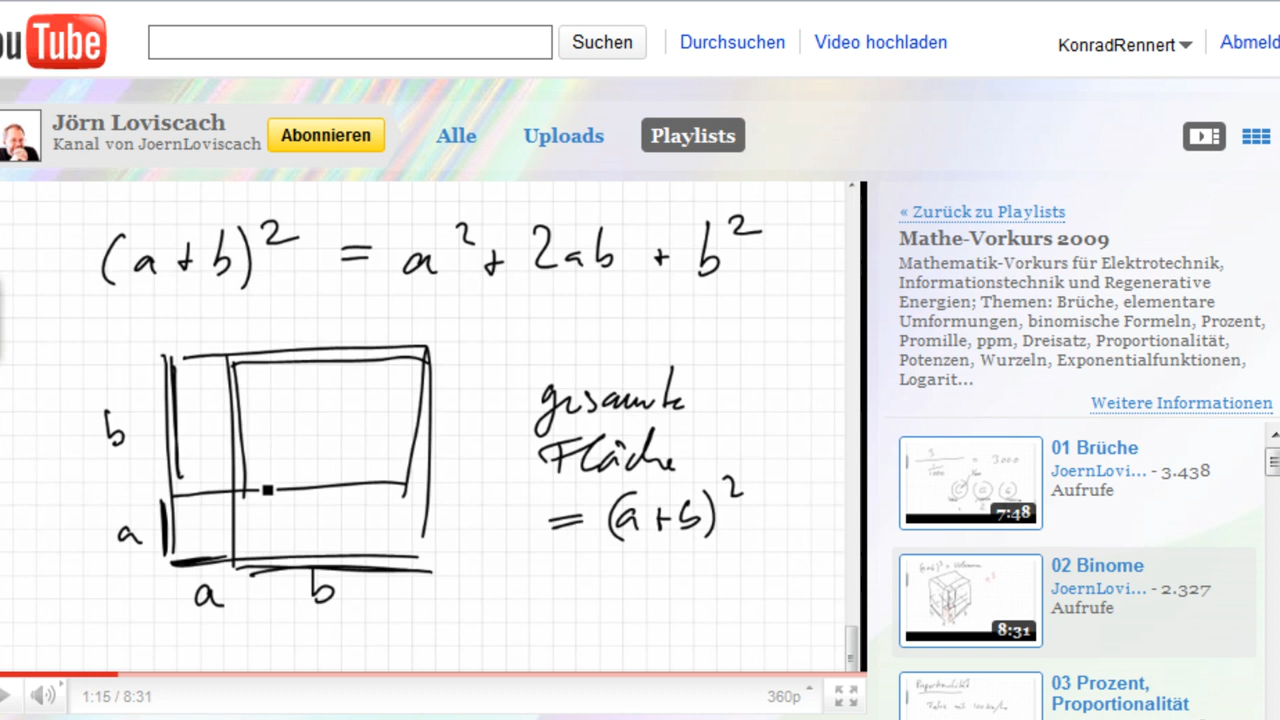 ou Tube
Suchen
Durchsuchen
Video hochladen
KonradRennert
Abmeld
Jörn Loviscach
Kanal von JoernLoviscach
Abonnieren
Alle
Uploads
Playlists
(a+b)² = a² + 2ab + b²
b
a
a
b
gesamte
Fläche
= (a+b)²
« Zurück zu Playlists
Mathe-Vorkurs 2009
Mathematik-Vorkurs für Elektrotechnik,
Informationstechnik und Regenerative
Energien; Themen: Brüche, elementare
Umformungen, binomische Formeln, Prozent,
Promille, ppm, Dreisatz, Proportionalität,
Potenzen, Wurzeln, Exponentialfunktionen,
Logarit...
Weitere Informationen
01 Brüche
JoernLovi... - 3.438
Aufrufe
7:48
02 Binome
JoernLovi... - 2.327
Aufrufe
8:31
03 Prozent,
Proportionalität
1:15 / 8:31
360p